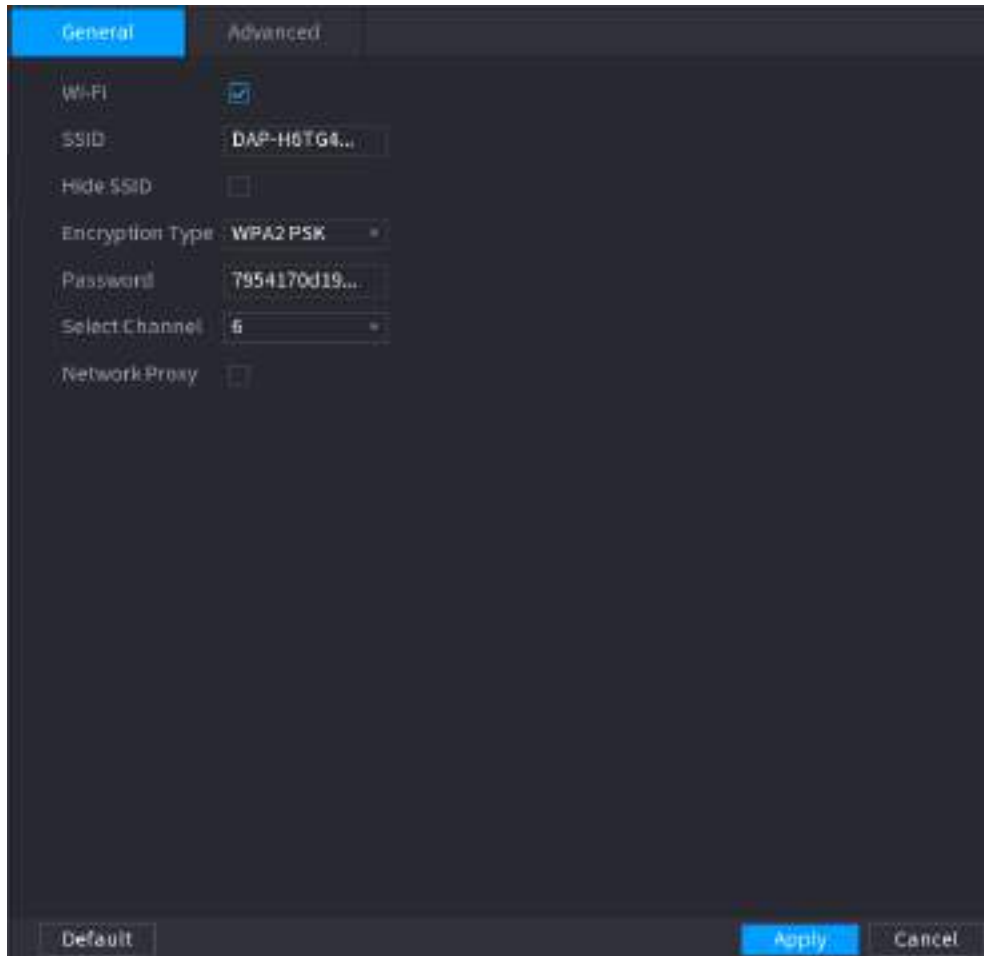 General Advanced
Wi-Fi
SSID DAP-H6TG4...
Hide SSID
Encryption Type WPA2 PSK
Password 7954170d19...
Select Channel 6
Network Proxy
Default Apply Cancel